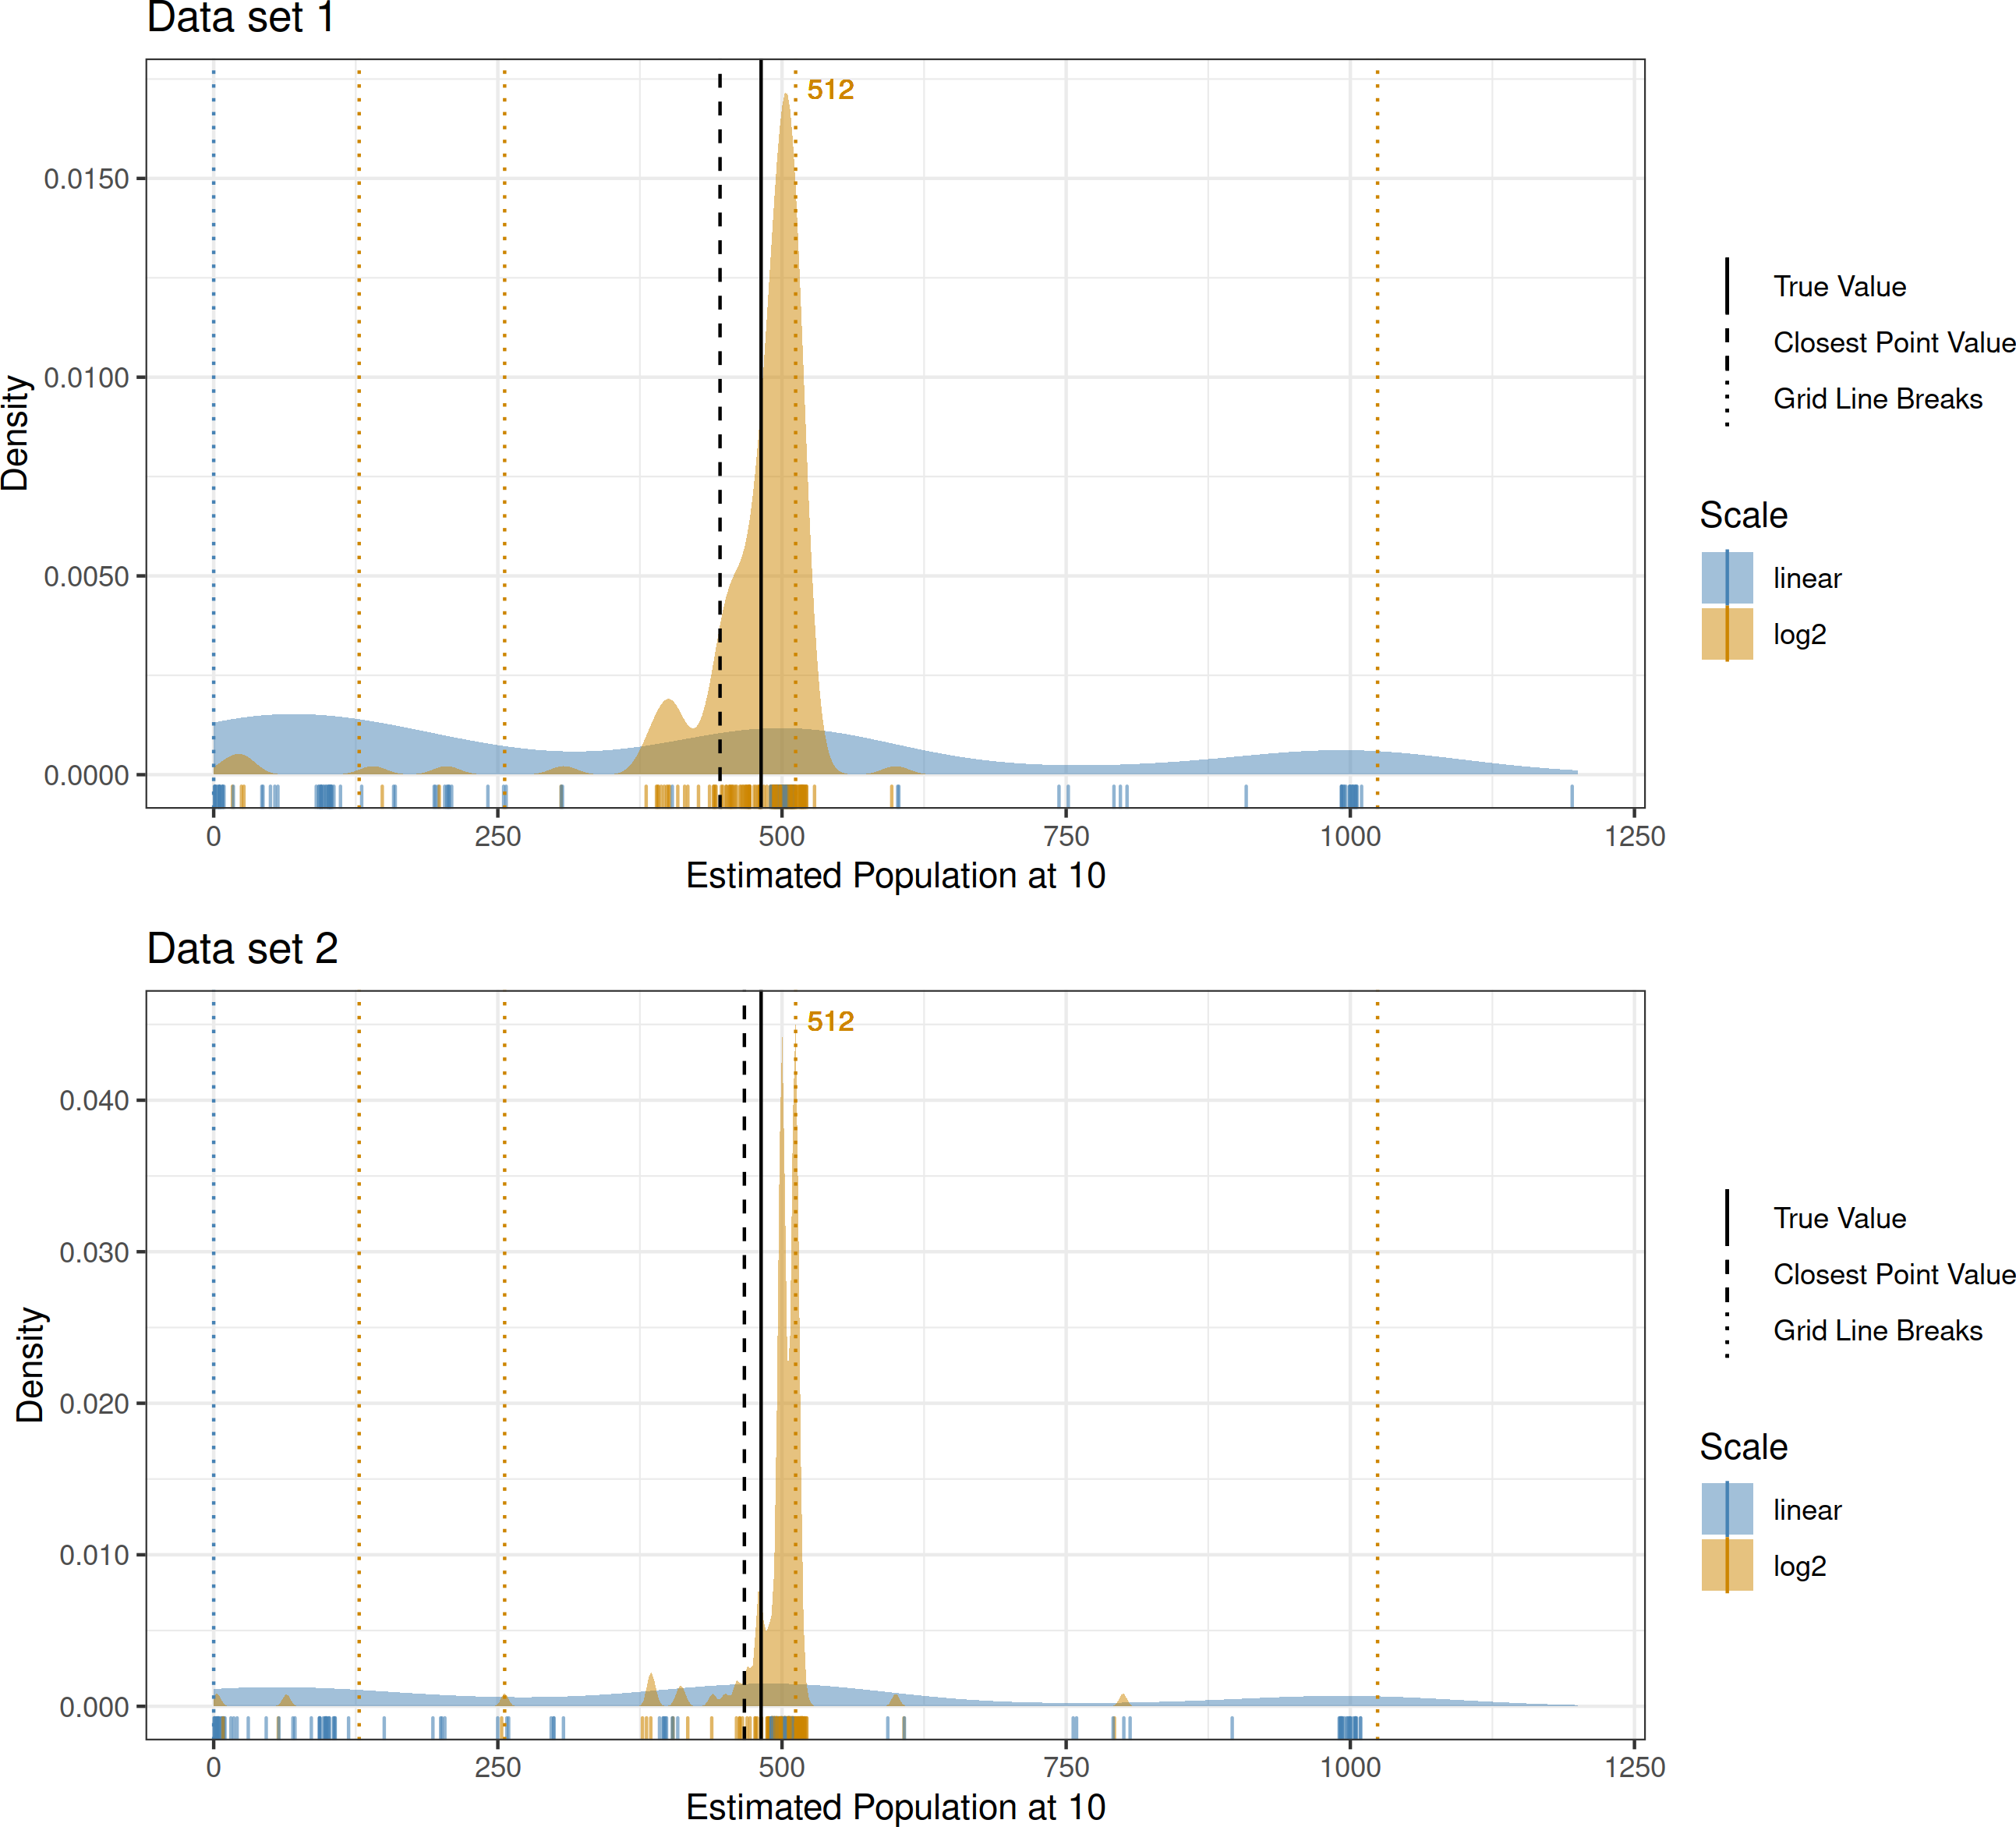 Data set 1
512
0.0150
0.0100
0.0050
0.0000
Density
0 250 500 750 1000 1250
Estimated Population at 10
True Value
Closest Point Value
Grid Line Breaks
Scale
linear
log2
Data set 2
512
0.040
0.030
0.020
0.010
0.000
Density
0 250 500 750 1000 1250
Estimated Population at 10
True Value
Closest Point Value
Grid Line Breaks
Scale
linear
log2